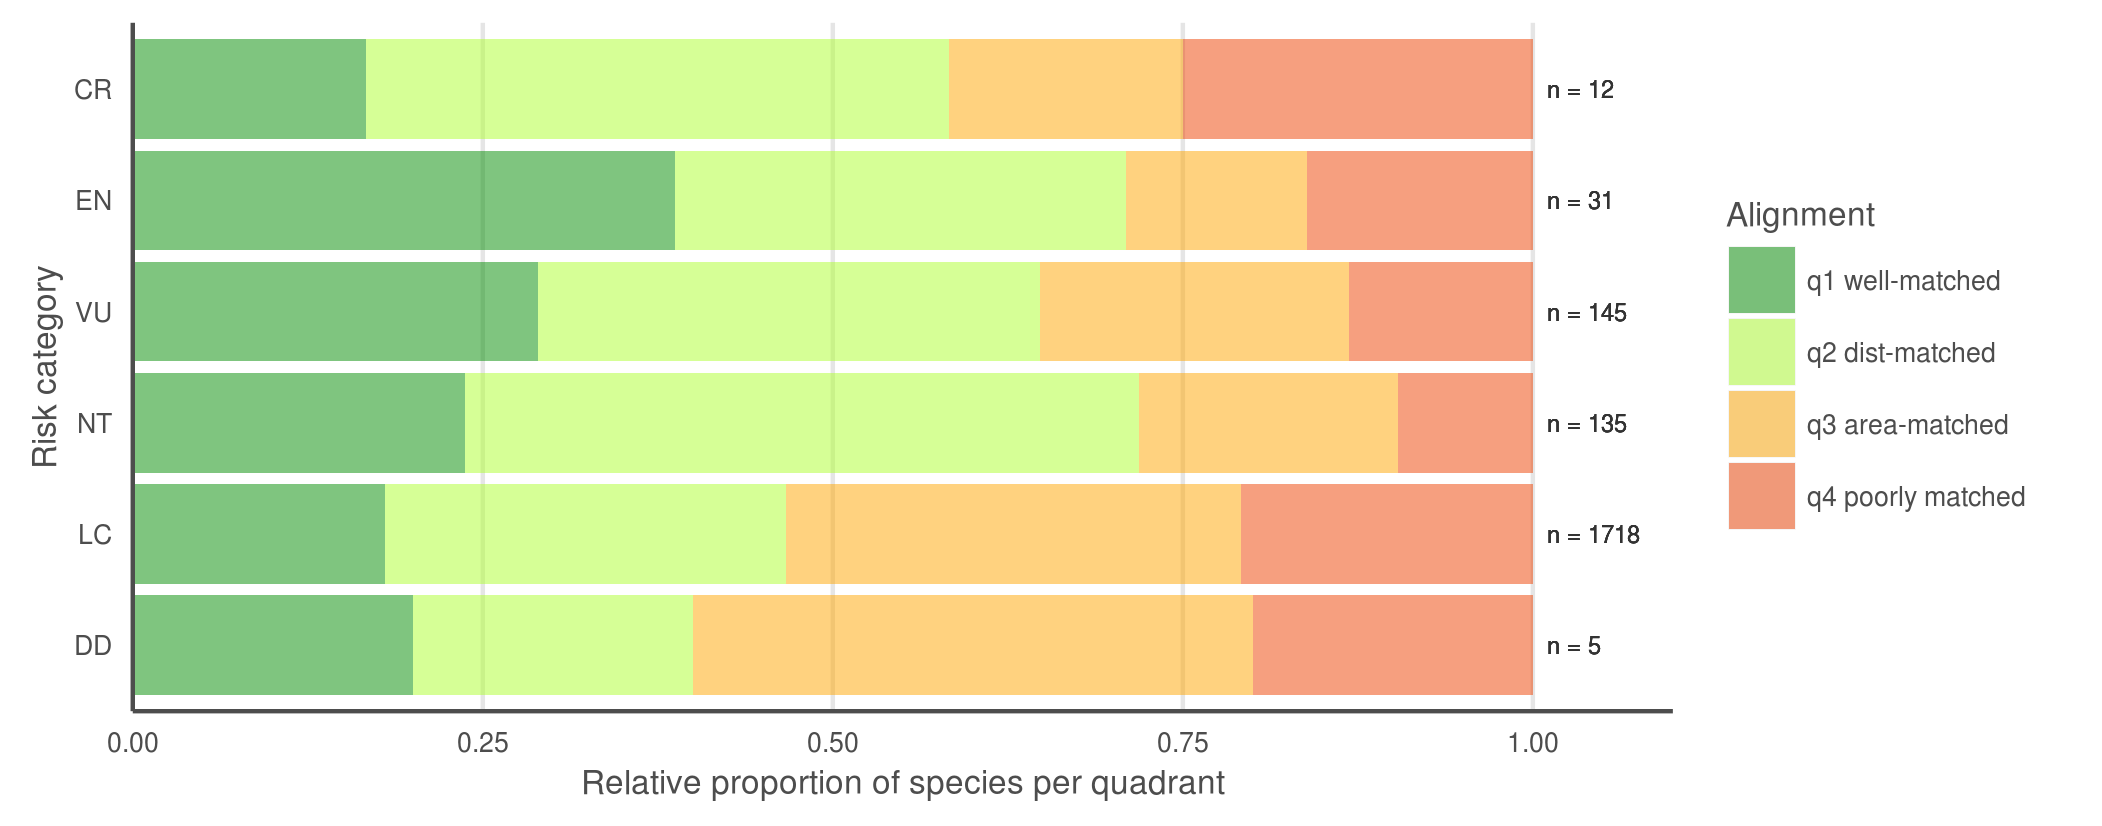 CR
n = 12
EN
n = 31
VU
n = 145
NT
n = 135
LC
n = 1718
DD
n = 5
Risk category
0.00
0.25
0.50
0.75
1.00
Relative proportion of species per quadrant
Alignment
q1 well-matched
q2 dist-matched
q3 area-matched
q4 poorly matched